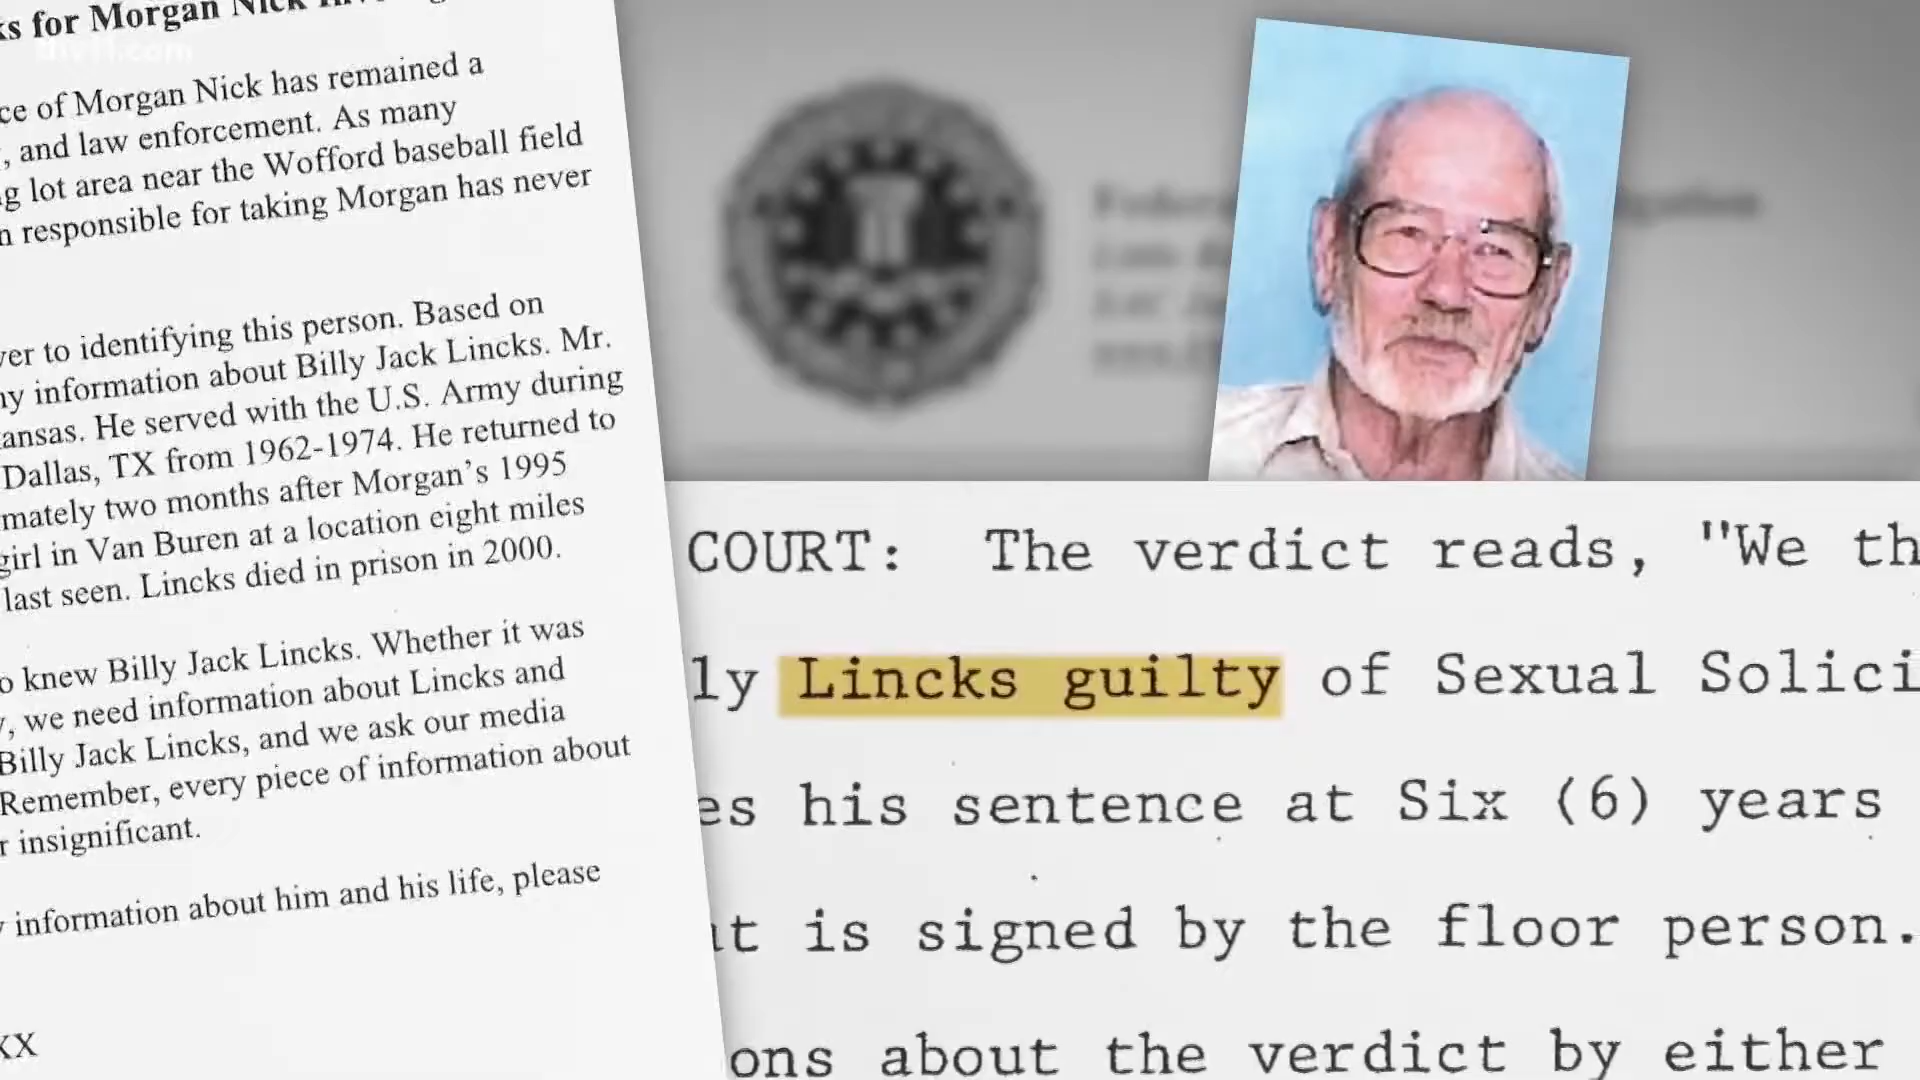 ks for Morgan Nick
thv11.com
ce of Morgan Nick has remained a
, and law enforcement. As many
g lot area near the Wofford baseball field
n responsible for taking Morgan has never
ver to identifying this person. Based on
ny information about Billy Jack Lincks. Mr.
ansas. He served with the U.S. Army during
Dallas, TX from 1962-1974. He returned to
mately two months after Morgan's 1995
girl in Van Buren at a location eight miles
last seen. Lincks died in prison in 2000.
o knew Billy Jack Lincks. Whether it was
, we need information about Lincks and
Billy Jack Lincks, and we ask our media
Remember, every piece of information about
r insignificant.
y information about him and his life, please
XX
COURT: The verdict reads, "We th
ly Lincks guilty of Sexual Solici
es his sentence at Six (6) years
it is signed by the floor person.
ons about the verdict by either